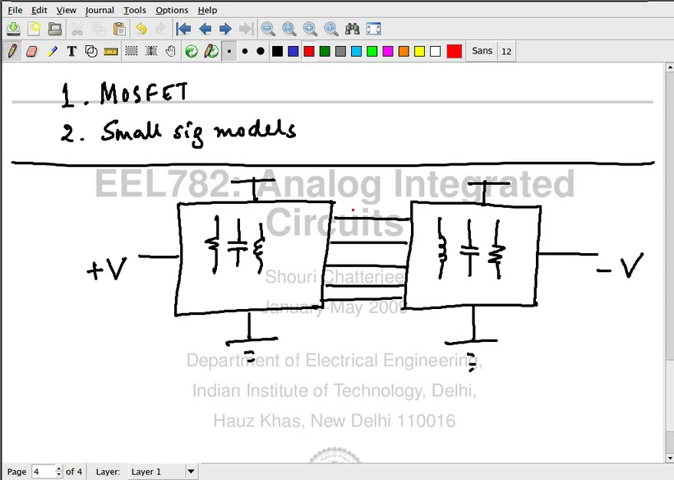 File Edit View Journal Tools Options Help
T
Sans 12
1. MOSFET
2. Small sig models
EEL782: Analog Integrated
Circuits
+V
-V
Shouri Chatterjee
January-May 200
Department of Electrical Engineering,
Indian Institute of Technology, Delhi,
Hauz Khas, New Delhi 110016
Page 4 of 4 Layer: Layer 1